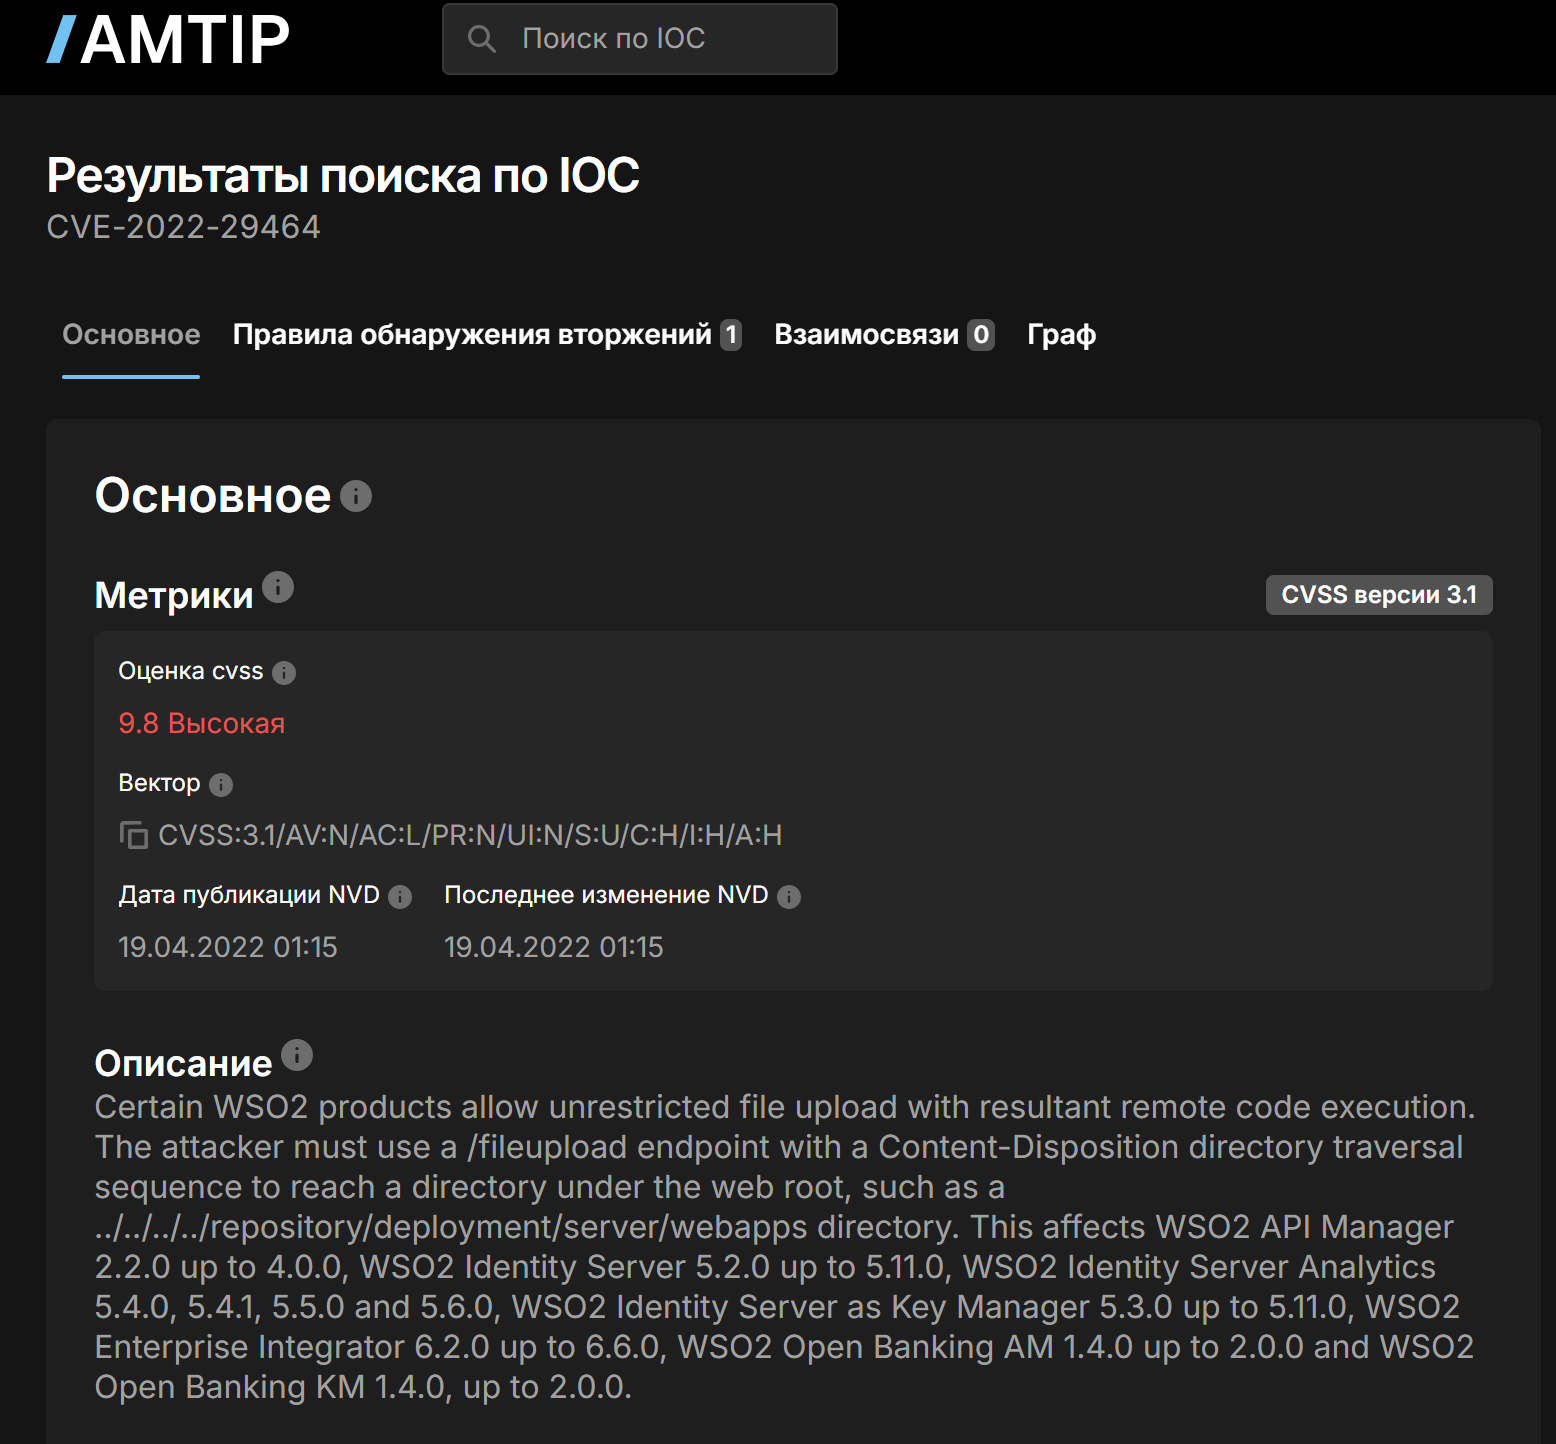 AMTIP
Поиск по IOC
Результаты поиска по IOC
CVE-2022-29464
Основное Правила обнаружения вторжений 1 Взаимосвязи 0 Граф
Основное
Метрики
CVSS версии 3.1
Оценка cvss
9.8 Высокая
Вектор
CVSS:3.1/AV:N/AC:L/PR:N/UI:N/S:U/C:H/I:H/A:H
Дата публикации NVD Последнее изменение NVD
19.04.2022 01:15 19.04.2022 01:15
Описание
Certain WSO2 products allow unrestricted file upload with resultant remote code execution.
The attacker must use a /fileupload endpoint with a Content-Disposition directory traversal
sequence to reach a directory under the web root, such as a
../../../../repository/deployment/server/webapps directory. This affects WSO2 API Manager
2.2.0 up to 4.0.0, WSO2 Identity Server 5.2.0 up to 5.11.0, WSO2 Identity Server Analytics
5.4.0, 5.4.1, 5.5.0 and 5.6.0, WSO2 Identity Server as Key Manager 5.3.0 up to 5.11.0, WSO2
Enterprise Integrator 6.2.0 up to 6.6.0, WSO2 Open Banking AM 1.4.0 up to 2.0.0 and WSO2
Open Banking KM 1.4.0, up to 2.0.0.